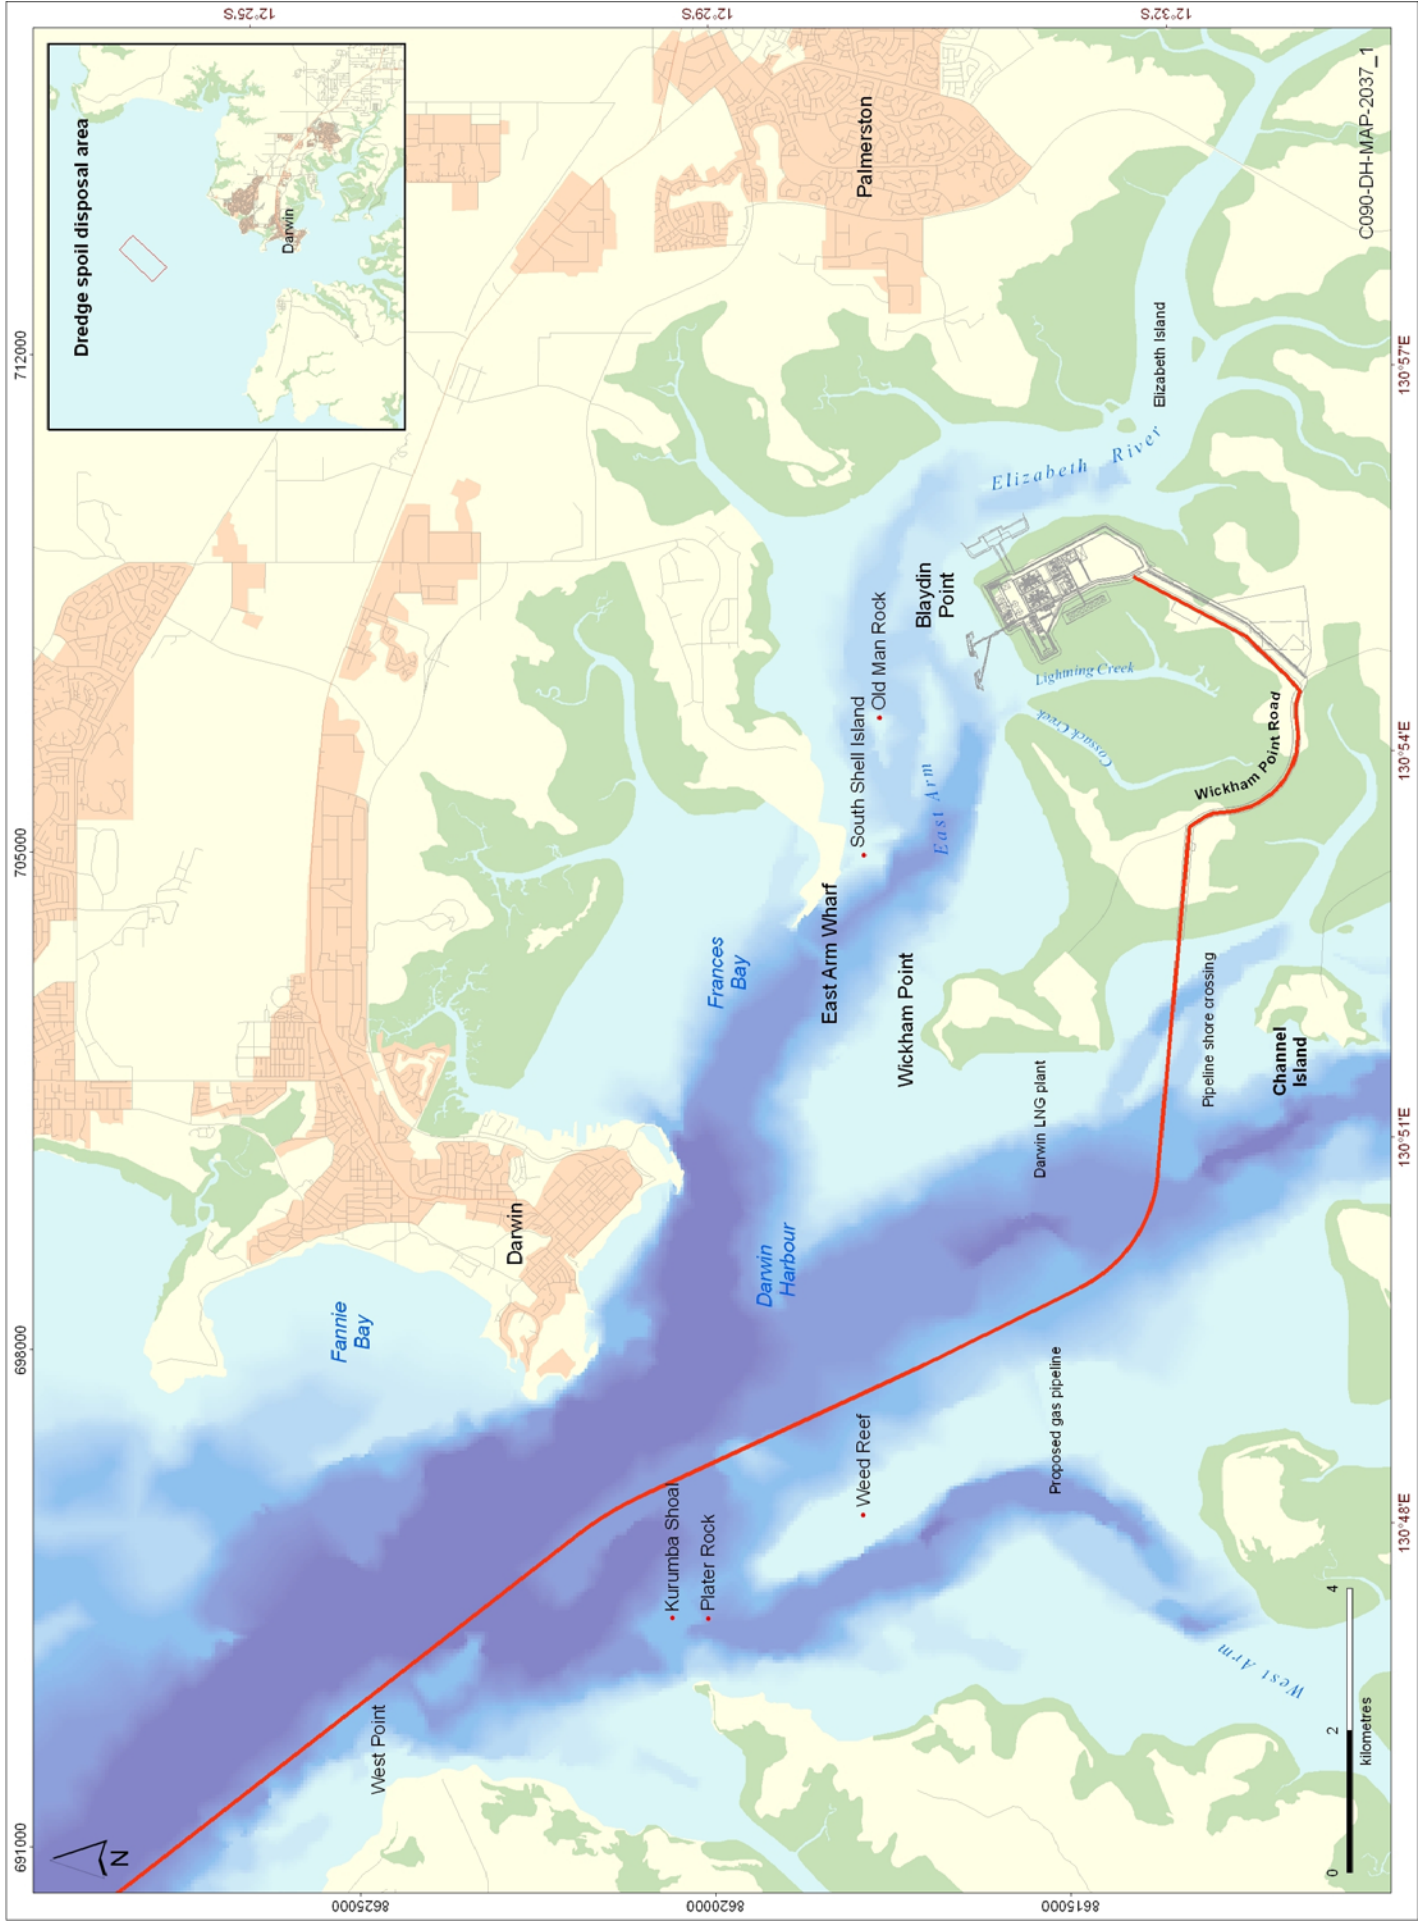 691000
698000
705000
712000
N
Dredge spoil disposal area
Darwin
12°25'S
12°29'S
12°32'S
8625000
8620000
8615000
Fannie
Bay
West Point
Darwin
Kurumba Shoal
Plater Rock
Frances
Bay
Darwin
Harbour
East Arm Wharf
South Shell Island
Old Man Rock
Palmerston
Weed Reef
Wickham Point
East Arm
Blaydin
Point
Elizabeth River
Darwin LNG plant
Proposed gas pipeline
Cossack Creek
Lightning Creek
Elizabeth Island
Pipeline shore crossing
Wickham Point Road
Channel
Island
West Arm
0
2
4
kilometres
C090-DH-MAP-2037_1
130°48'E
130°51'E
130°54'E
130°57'E